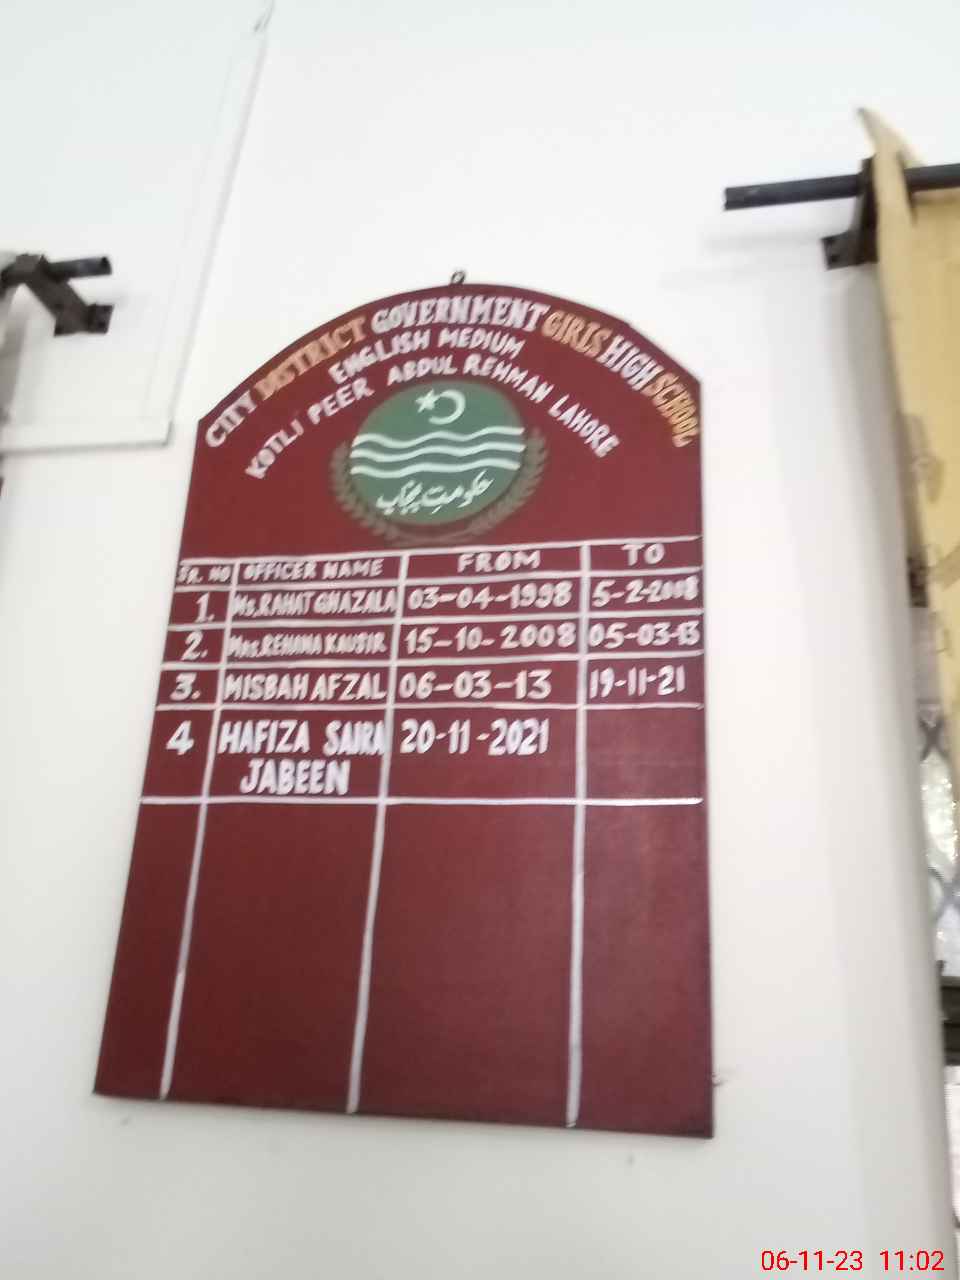 CITY DISTRICT GOVERNMENT GIRLS HIGH SCHOOL
ENGLISH MEDIUM
KOTLI PEER ABDUL REHMAN LAHORE
حکومتِ پنجاب
SR. NO OFFICER NAME FROM TO
1. Ms. RAHAT GHAZALA 03-04-1998 5-2-2008
2. Mrs. REHANA KAUSIR 15-10-2008 05-03-13
3. MISBAH AFZAL 06-03-13 19-11-21
4 HAFIZA SAIRA 20-11-2021
JABEEN
06-11-23 11:02